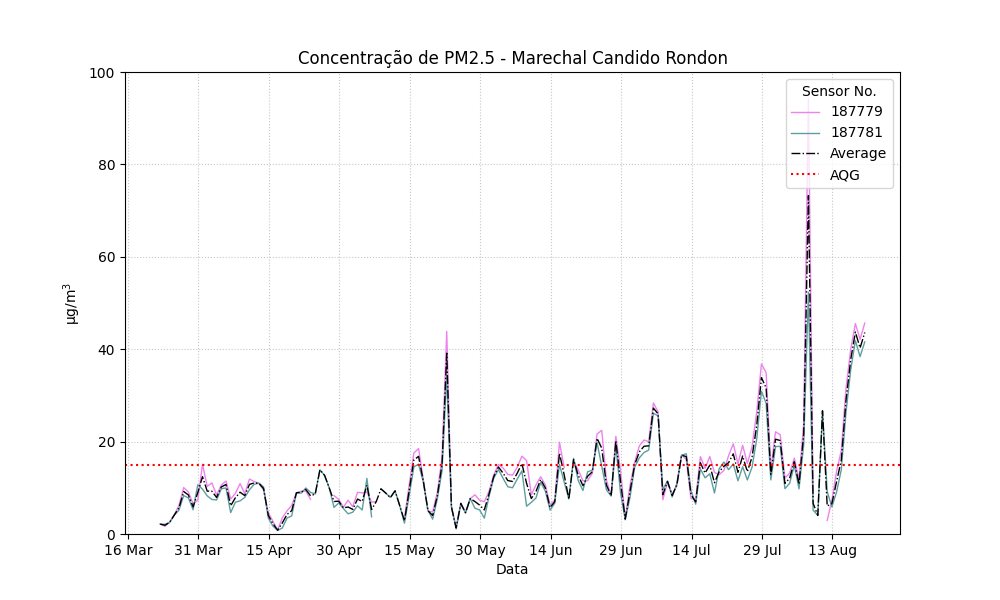 Concentração de PM2.5 - Marechal Candido Rondon
100
80
60
40
20
0
µg/m³
Sensor No.
187779
187781
Average
AQG
16 Mar 31 Mar 15 Apr 30 Apr 15 May 30 May 14 Jun 29 Jun 14 Jul 29 Jul 13 Aug
Data